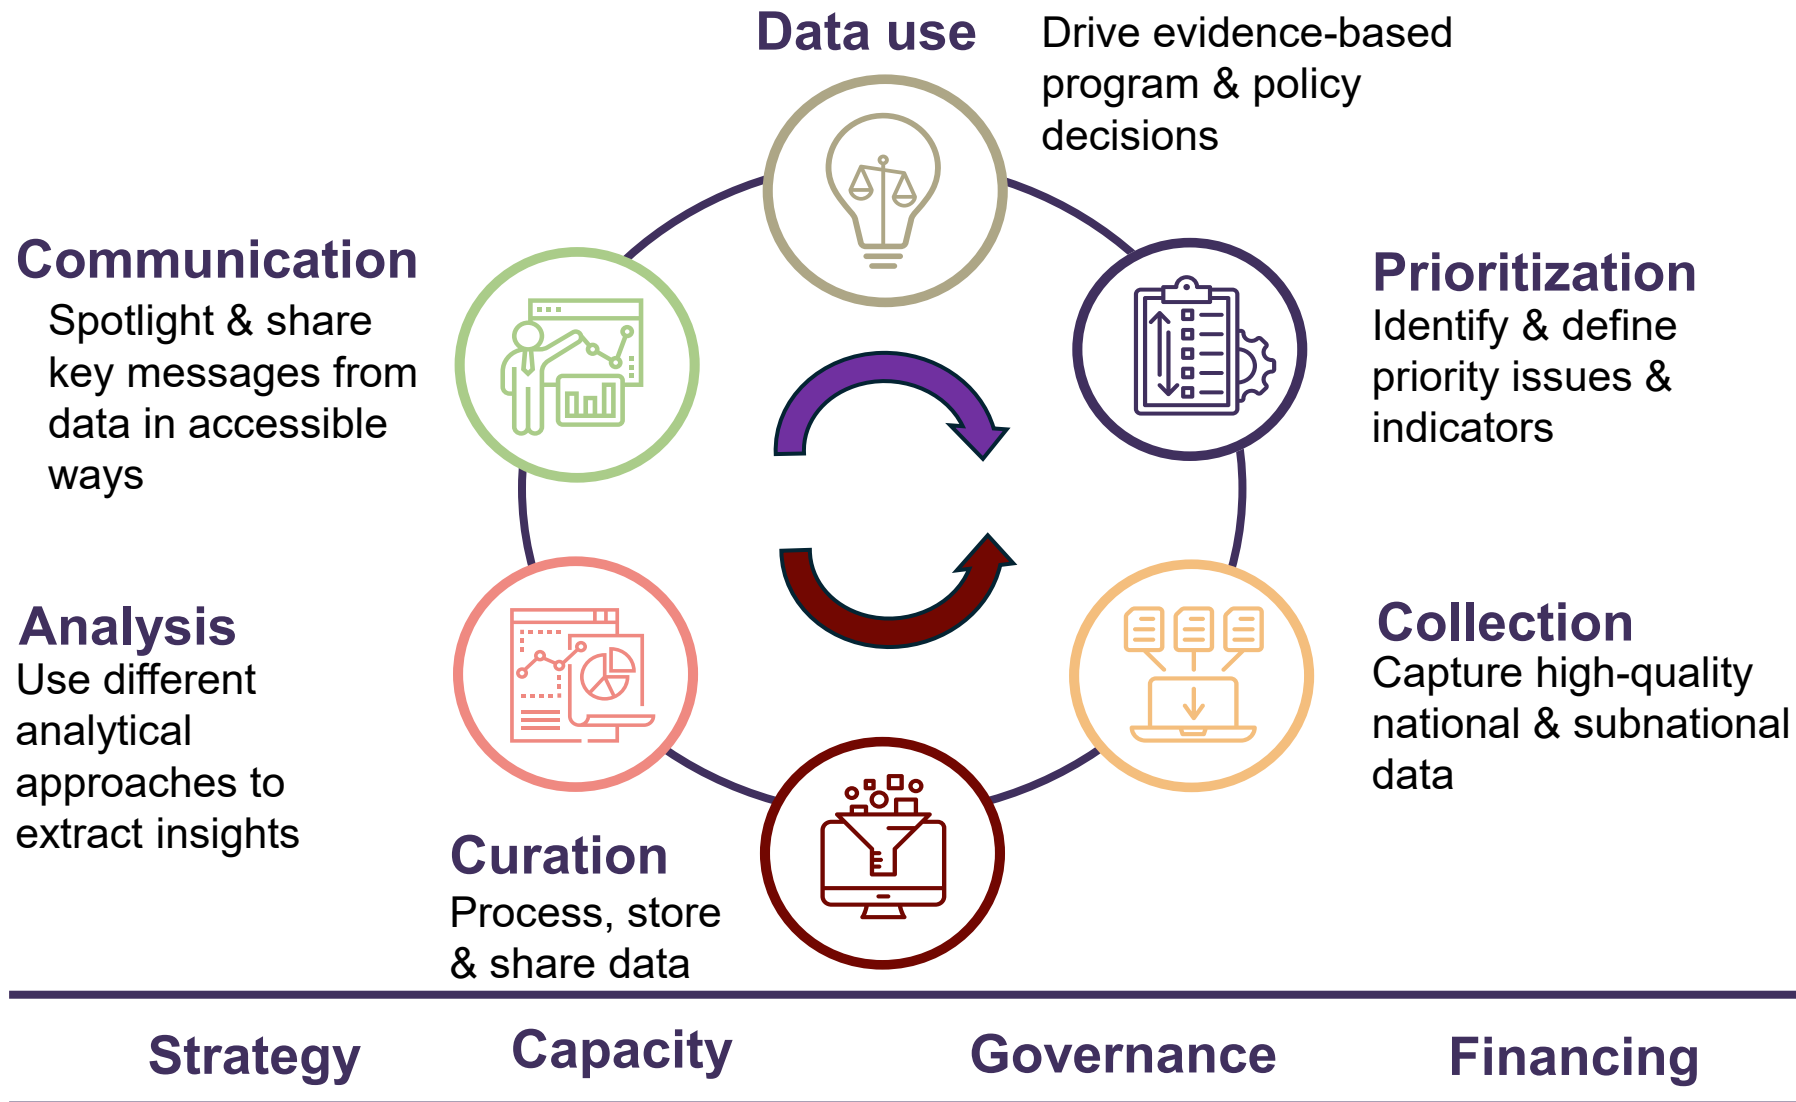 Data use
Drive evidence-based
program & policy
decisions
Prioritization
Identify & define
priority issues &
indicators
Collection
Capture high-quality
national & subnational
data
Curation
Process, store
& share data
Analysis
Use different
analytical
approaches to
extract insights
Communication
Spotlight & share
key messages from
data in accessible
ways
Strategy
Capacity
Governance
Financing